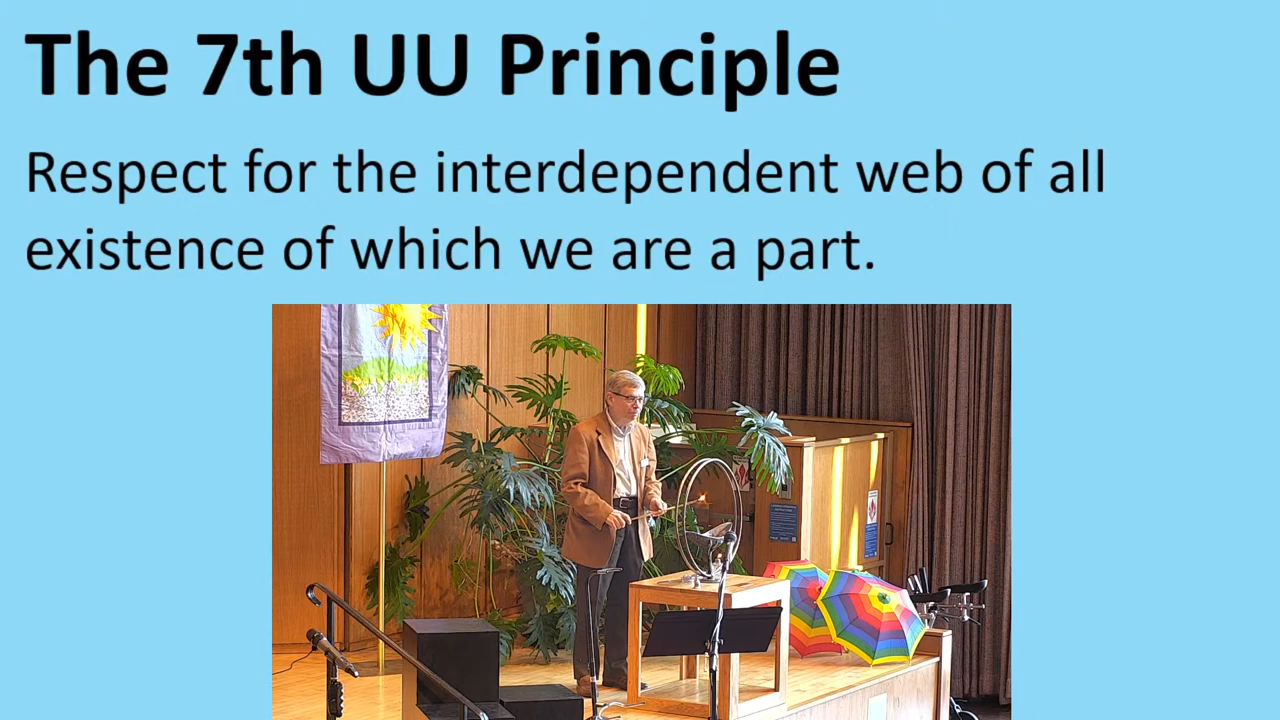 The 7th UU Principle
Respect for the interdependent web of all
existence of which we are a part.